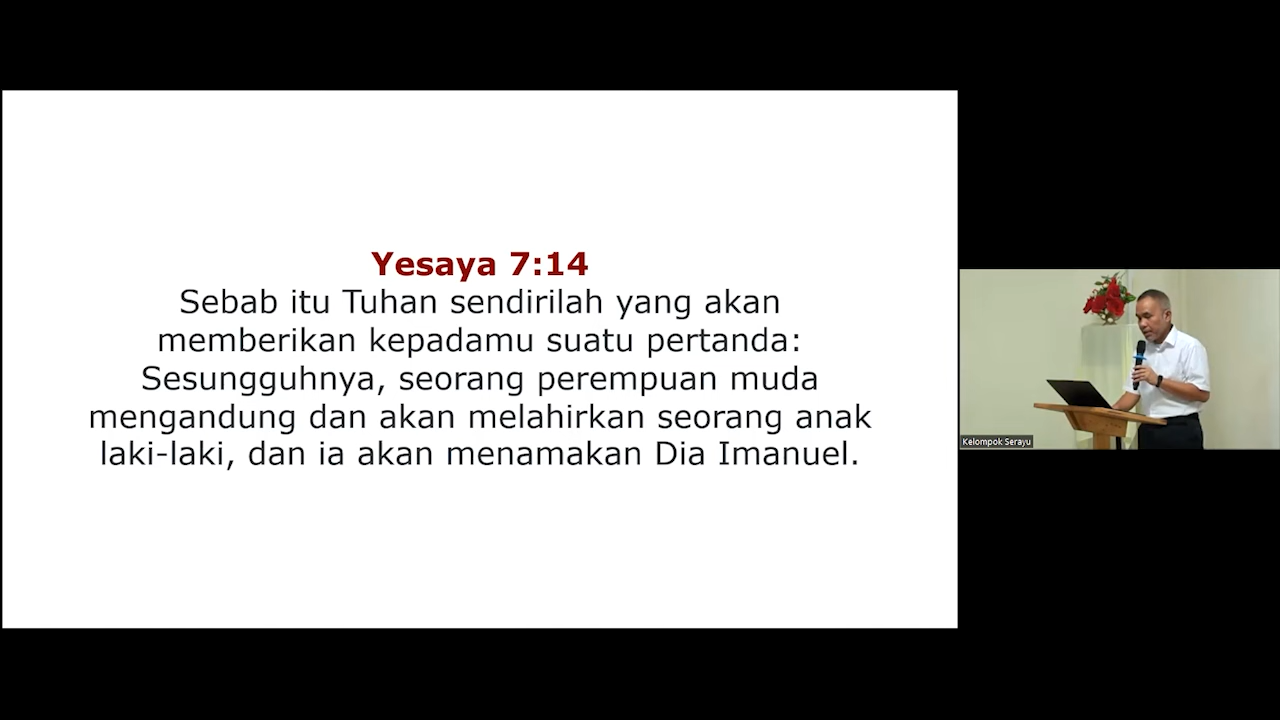 Yesaya 7:14
Sebab itu Tuhan sendirilah yang akan
memberikan kepadamu suatu pertanda:
Sesungguhnya, seorang perempuan muda
mengandung dan akan melahirkan seorang anak
laki-laki, dan ia akan menamakan Dia Imanuel.
Kelompok Serayu